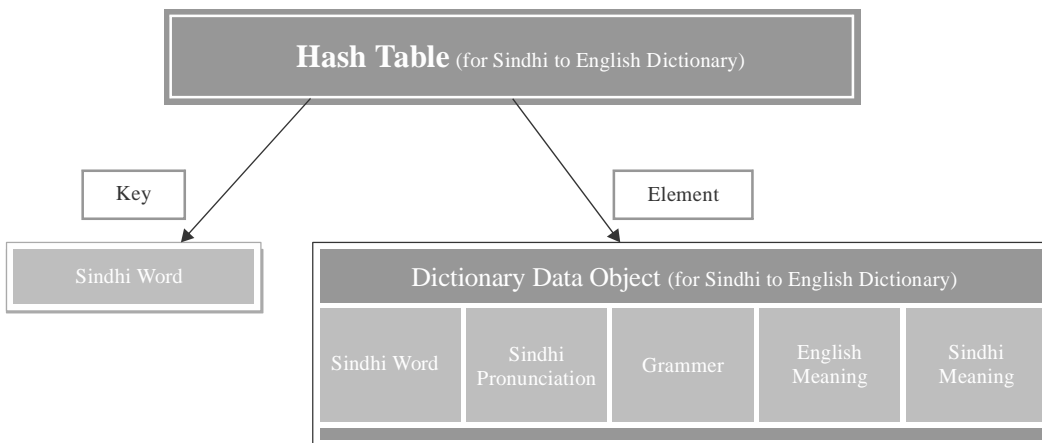 Hash Table (for Sindhi to English Dictionary)
Key
Element
Sindhi Word
Dictionary Data Object (for Sindhi to English Dictionary)
Sindhi Word
Sindhi
Pronunciation
Grammer
English
Meaning
Sindhi
Meaning